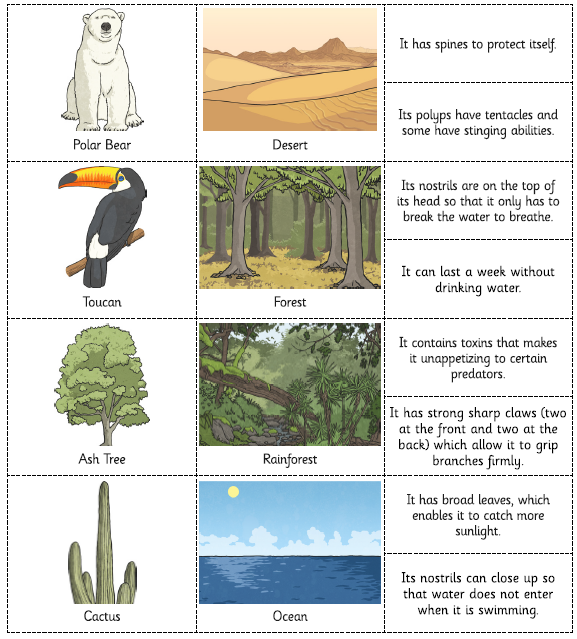 It has spines to protect itself.
Polar Bear
Desert
Its polyps have tentacles and
some have stinging abilities.
Its nostrils are on the top of
its head so that it only has to
break the water to breathe.
Toucan
Forest
It can last a week without
drinking water.
It contains toxins that makes
it unappetizing to certain
predators.
Ash Tree
Rainforest
It has strong sharp claws (two
at the front and two at the
back) which allow it to grip
branches firmly.
It has broad leaves, which
enables it to catch more
sunlight.
Cactus
Ocean
Its nostrils can close up so
that water does not enter
when it is swimming.